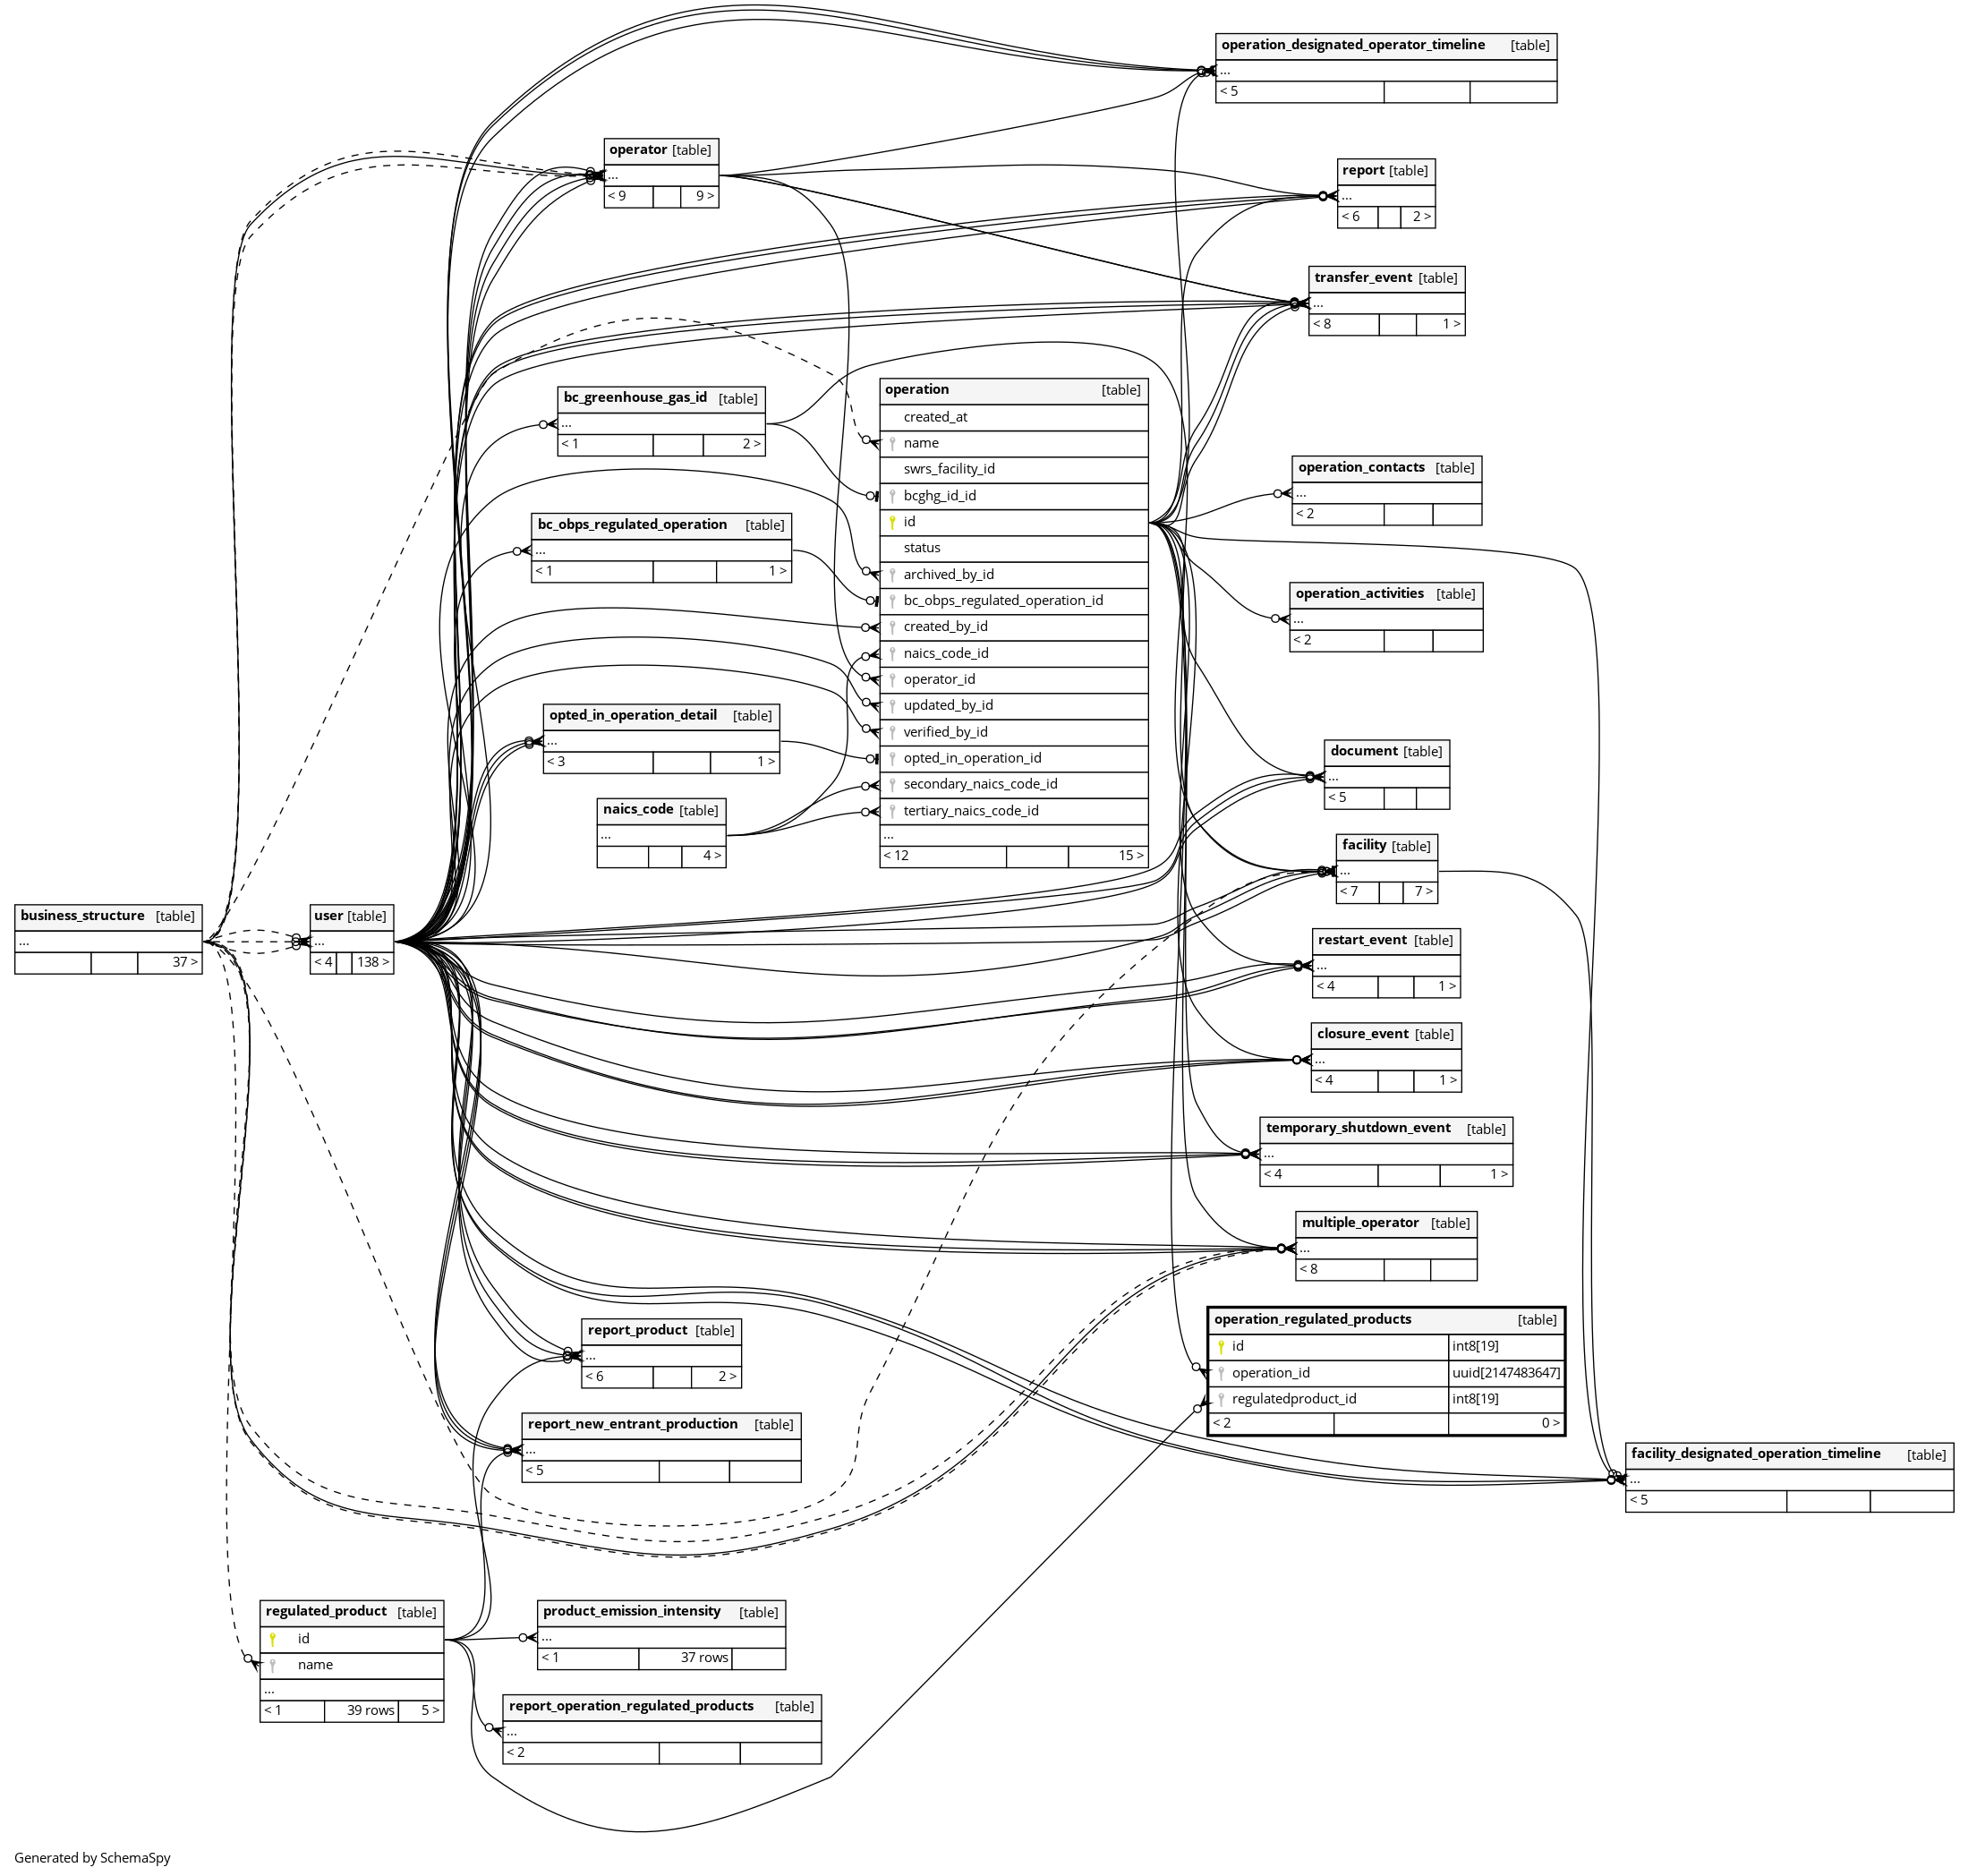 operation_designated_operator_timeline [table]
...
< 5
operator [table]
...
< 9 9 >
report [table]
...
< 6 2 >
transfer_event [table]
...
< 8 1 >
bc_greenhouse_gas_id [table]
...
< 1 2 >
operation [table]
created_at
name
swrs_facility_id
bcghg_id_id
id
status
archived_by_id
bc_obps_regulated_operation_id
created_by_id
naics_code_id
operator_id
updated_by_id
verified_by_id
opted_in_operation_id
secondary_naics_code_id
tertiary_naics_code_id
...
< 12 15 >
operation_contacts [table]
...
< 2
bc_obps_regulated_operation [table]
...
< 1 1 >
operation_activities [table]
...
< 2
opted_in_operation_detail [table]
...
< 3 1 >
document [table]
...
< 5
naics_code [table]
...
4 >
facility [table]
...
< 7 7 >
business_structure [table]
...
37 >
user [table]
...
< 4 138 >
restart_event [table]
...
< 4 1 >
closure_event [table]
...
< 4 1 >
temporary_shutdown_event [table]
...
< 4 1 >
multiple_operator [table]
...
< 8
operation_regulated_products [table]
id int8[19]
operation_id uuid[2147483647]
regulatedproduct_id int8[19]
< 2 0 >
report_product [table]
...
< 6 2 >
report_new_entrant_production [table]
...
< 5
facility_designated_operation_timeline [table]
...
< 5
regulated_product [table]
id
name
...
< 1 39 rows 5 >
product_emission_intensity [table]
...
< 1 37 rows
report_operation_regulated_products [table]
...
< 2
Generated by SchemaSpy